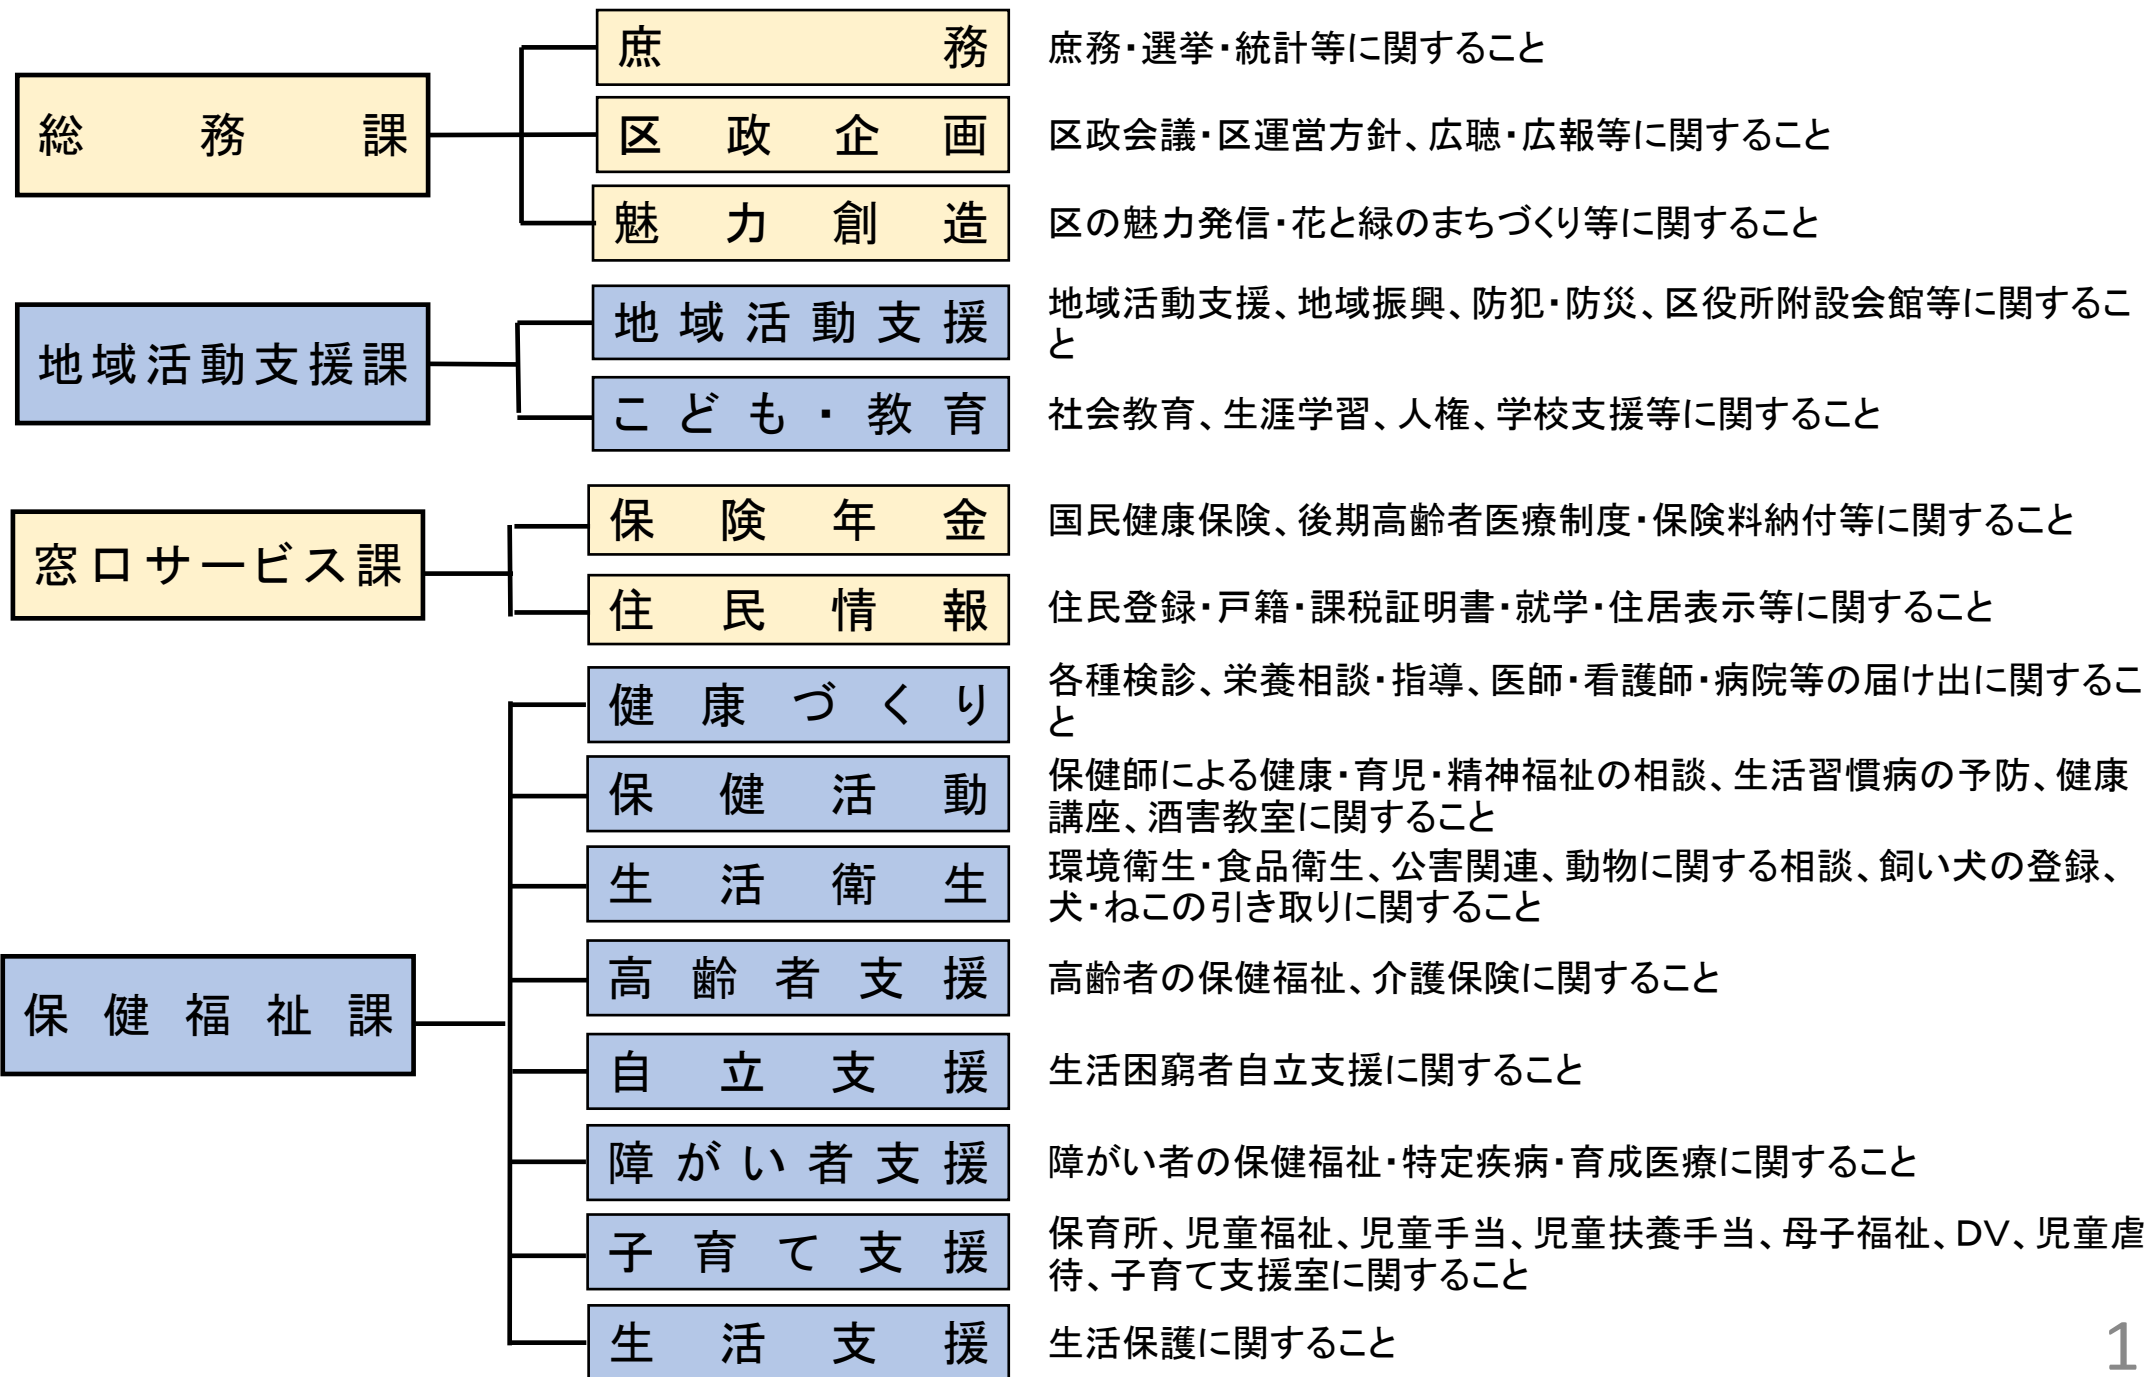 総務課
庶務
庶務・選挙・統計等に関すること
区政企画
区政会議・区運営方針、広聴・広報等に関すること
魅力創造
区の魅力発信・花と緑のまちづくり等に関すること
地域活動支援課
地域活動支援
地域活動支援、地域振興、防犯・防災、区役所附設会館等に関するこ
と
こども・教育
社会教育、生涯学習、人権、学校支援等に関すること
窓口サービス課
保険年金
国民健康保険、後期高齢者医療制度・保険料納付等に関すること
住民情報
住民登録・戸籍・課税証明書・就学・住居表示等に関すること
保健福祉課
健康づくり
各種検診、栄養相談・指導、医師・看護師・病院等の届け出に関するこ
と
保健活動
保健師による健康・育児・精神福祉の相談、生活習慣病の予防、健康
講座、酒害教室に関すること
生活衛生
環境衛生・食品衛生、公害関連、動物に関する相談、飼い犬の登録、
犬・ねこの引き取りに関すること
高齢者支援
高齢者の保健福祉、介護保険に関すること
自立支援
生活困窮者自立支援に関すること
障がい者支援
障がい者の保健福祉・特定疾病・育成医療に関すること
子育て支援
保育所、児童福祉、児童手当、児童扶養手当、母子福祉、DV、児童虐
待、子育て支援室に関すること
生活支援
生活保護に関すること
1